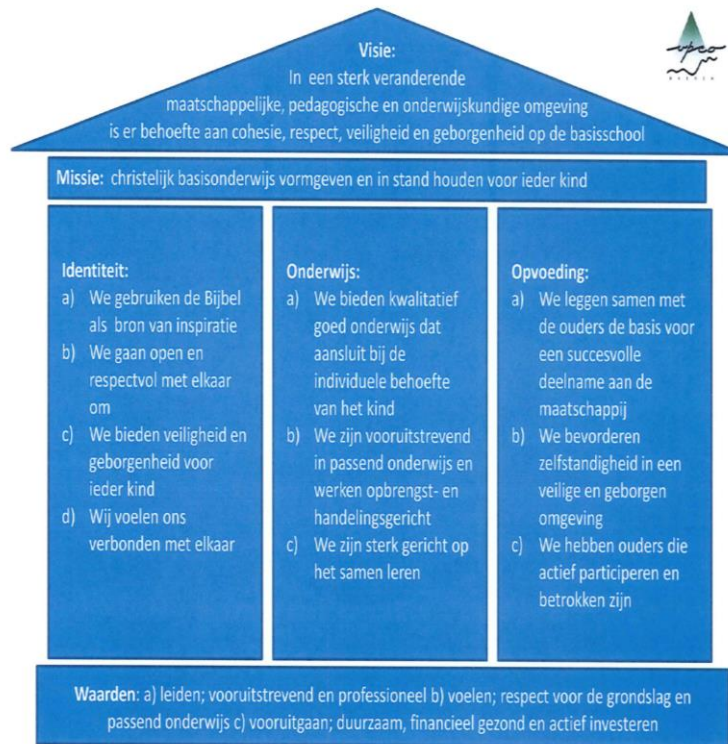 Visie:
In een sterk veranderende
maatschappelijke, pedagogische en onderwijskundige omgeving
is er behoefte aan cohesie, respect, veiligheid en geborgenheid op de basisschool
vpco
Missie: christelijk basisonderwijs vormgeven en in stand houden voor ieder kind
Identiteit:
a) We gebruiken de Bijbel
als bron van inspiratie
b) We gaan open en
respectvol met elkaar
om
c) We bieden veiligheid en
geborgenheid voor
ieder kind
d) Wij voelen ons
verbonden met elkaar
Onderwijs:
a) We bieden kwalitatief
goed onderwijs dat
aansluit bij de
individuele behoefte
van het kind
b) We zijn vooruitstrevend
in passend onderwijs en
werken opbrengst- en
handelingsgericht
c) We zijn sterk gericht op
het samen leren
Opvoeding:
a) We leggen samen met
de ouders de basis voor
een succesvolle
deelname aan de
maatschappij
b) We bevorderen
zelfstandigheid in een
veilige en geborgen
omgeving
c) We hebben ouders die
actief participeren en
betrokken zijn
Waarden: a) leiden; vooruitstrevend en professioneel b) voelen; respect voor de grondslag en
passend onderwijs c) vooruitgaan; duurzaam, financieel gezond en actief investeren